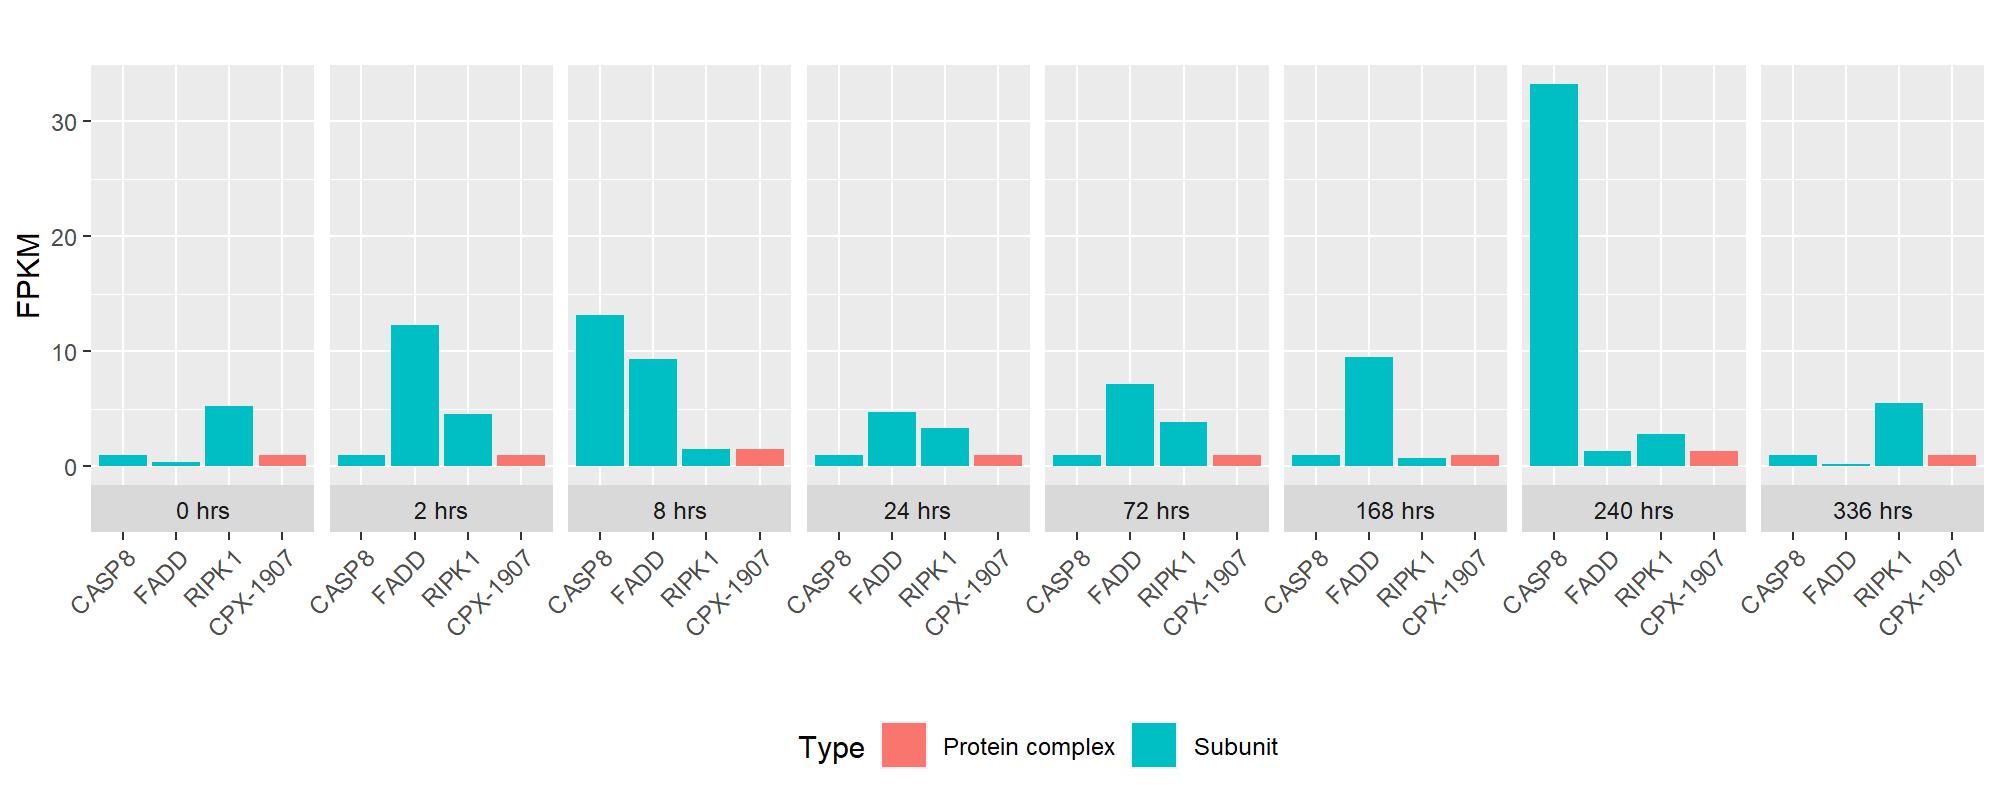 FPKM
30
20
10
0
0 hrs 2 hrs 8 hrs 24 hrs 72 hrs 168 hrs 240 hrs 336 hrs
CASP8 FADD RIPK1 CPX-1907 CASP8 FADD RIPK1 CPX-1907 CASP8 FADD RIPK1 CPX-1907 CASP8 FADD RIPK1 CPX-1907 CASP8 FADD RIPK1 CPX-1907 CASP8 FADD RIPK1 CPX-1907 CASP8 FADD RIPK1 CPX-1907 CASP8 FADD RIPK1 CPX-1907
Type Protein complex Subunit